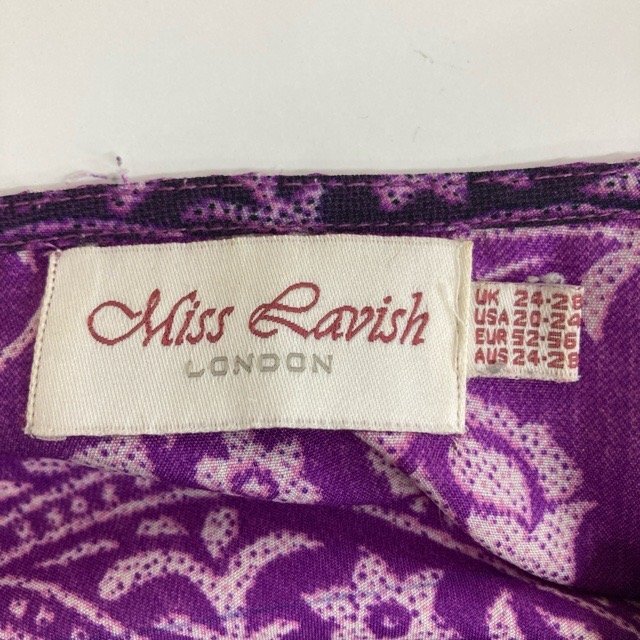 Miss Lavish
LONDON
UK 24-28
USA 20-24
EUR 52-56
AUS 24-28